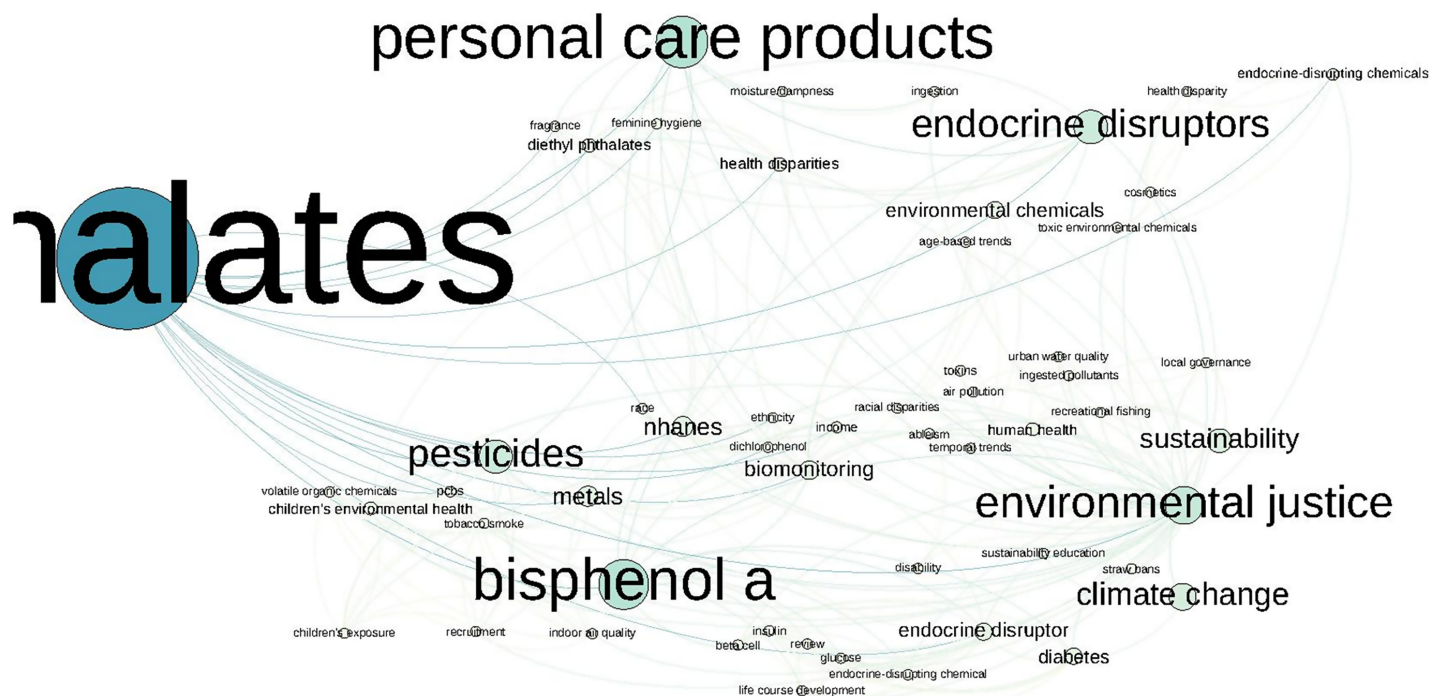 personal care products
endocrine-disrupting chemicals
moisture/dampness
ingestion
health disparity
fragrance
feminine hygiene
endocrine disruptors
diethyl phthalates
health disparities
cosmetics
environmental chemicals
toxic environmental chemicals
age-based trends
halates
urban water quality
local governance
toxins
ingested pollutants
air pollution
race
ethnicity
racial disparities
recreational fishing
nhanes
income
ableism
human health
sustainability
pesticides
dichlorophenol
temporal trends
biomonitoring
volatile organic chemicals
pcbs
metals
children's environmental health
environmental justice
tobacco smoke
sustainability education
disability
straw bans
bisphenol a
climate change
children's exposure
recruitment
indoor air quality
insulin
endocrine disruptor
beta cell
review
glucose
diabetes
endocrine-disrupting chemical
life course development